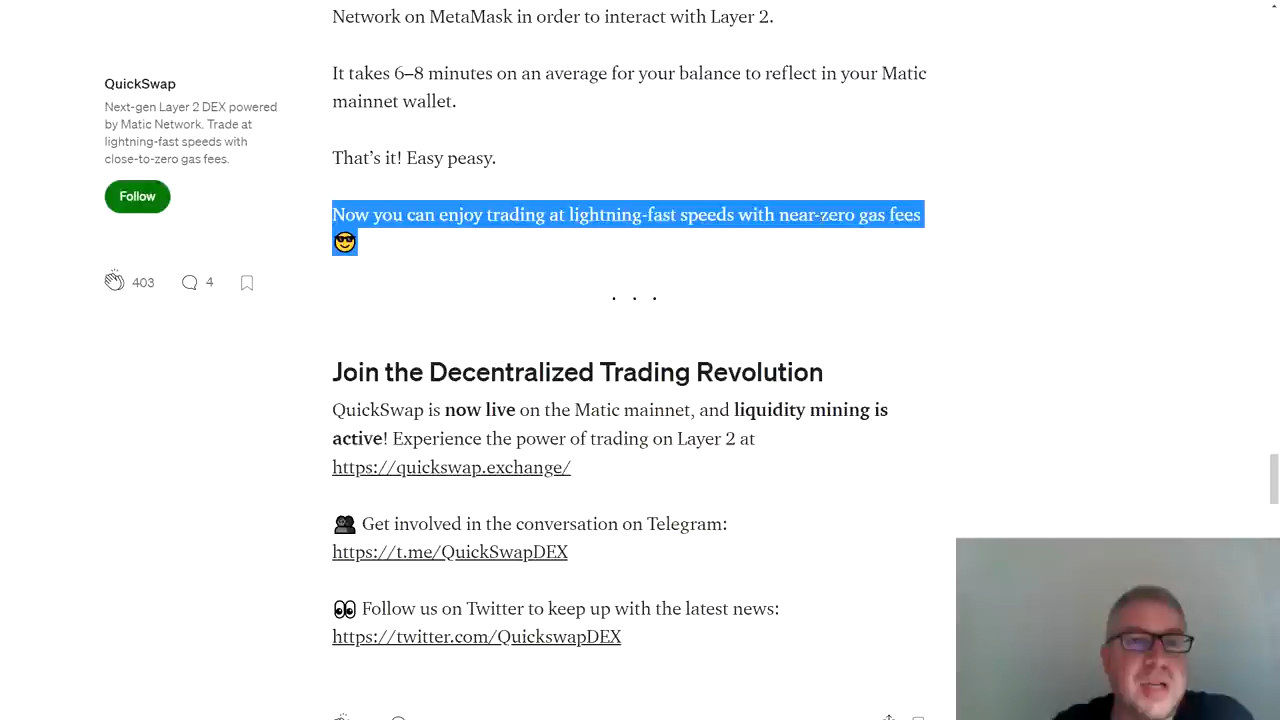 Network on MetaMask in order to interact with Layer 2.
It takes 6–8 minutes on an average for your balance to reflect in your Matic
mainnet wallet.
That’s it! Easy peasy.
Now you can enjoy trading at lightning-fast speeds with near-zero gas fees
😎
QuickSwap
Next-gen Layer 2 DEX powered
by Matic Network. Trade at
lightning-fast speeds with
close-to-zero gas fees.
Follow
403 4
. . .
Join the Decentralized Trading Revolution
QuickSwap is now live on the Matic mainnet, and liquidity mining is
active! Experience the power of trading on Layer 2 at
https://quickswap.exchange/
👥 Get involved in the conversation on Telegram:
https://t.me/QuickSwapDEX
👀 Follow us on Twitter to keep up with the latest news:
https://twitter.com/QuickswapDEX